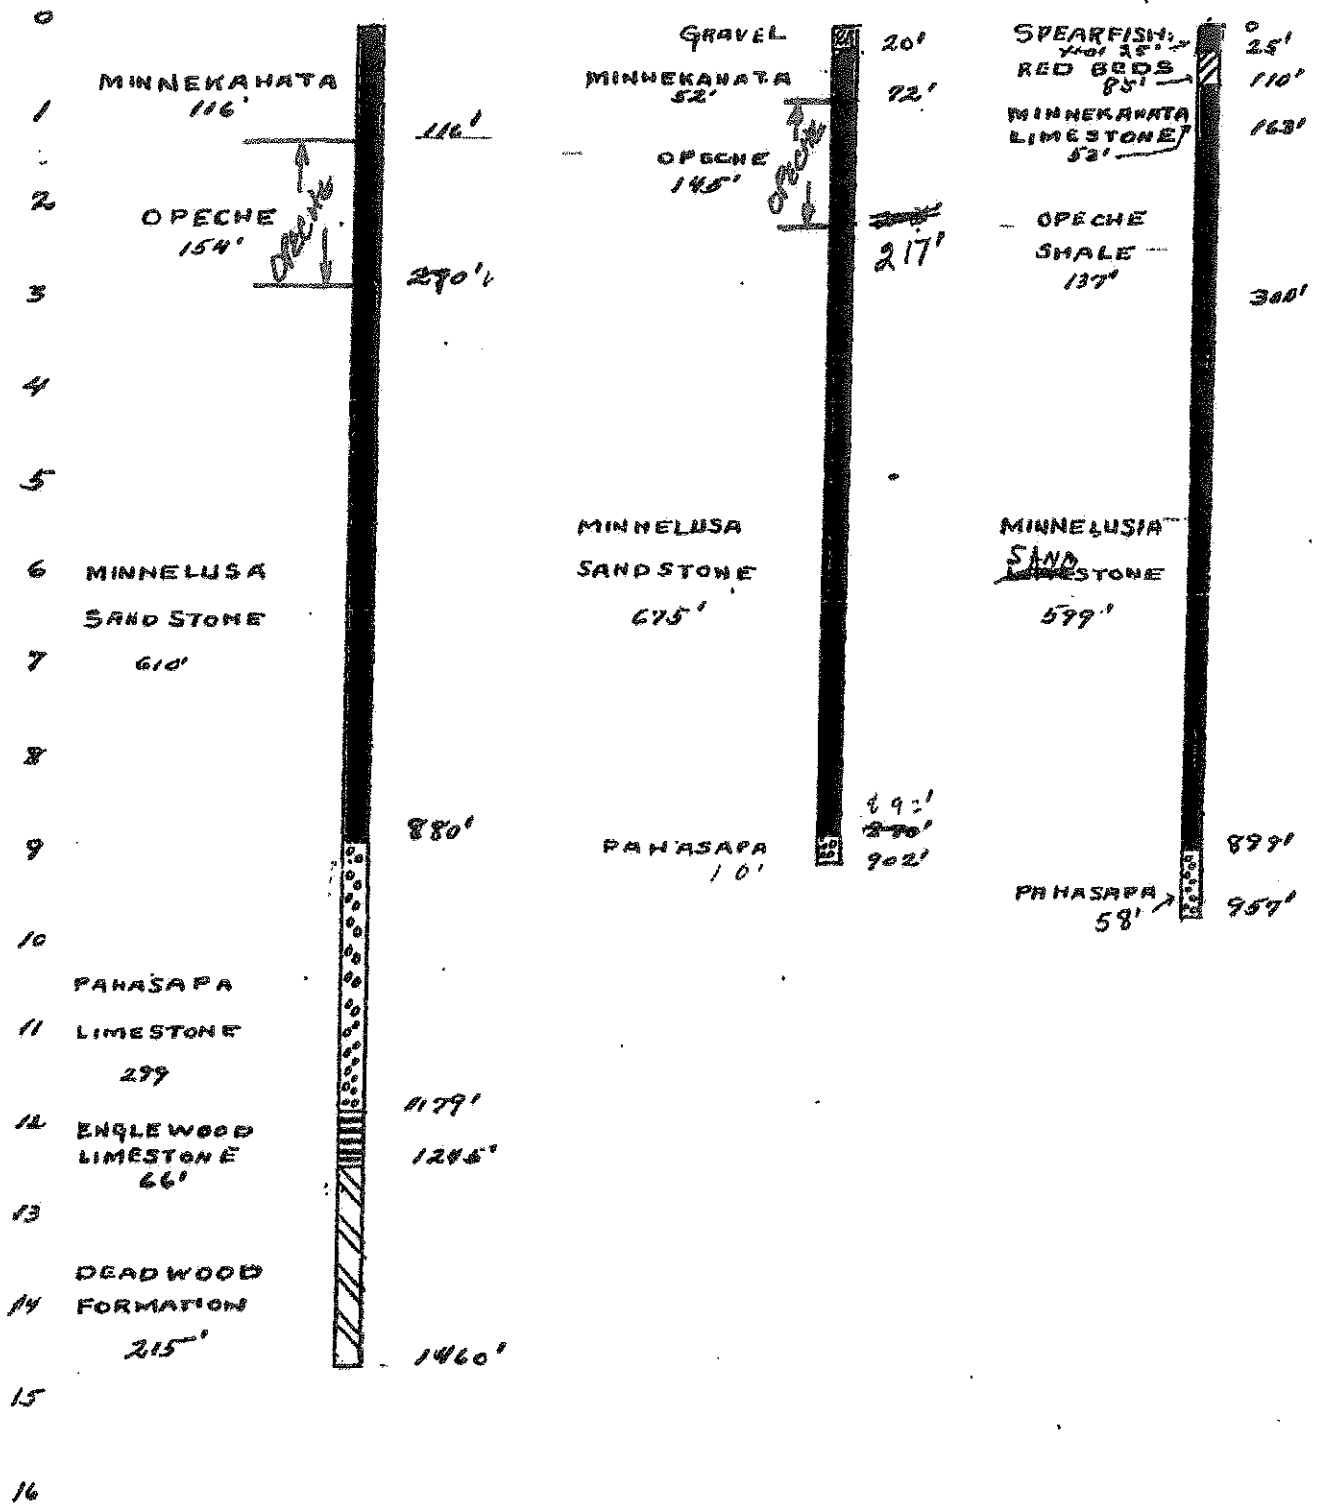 0
1
2
3
4
5
6
7
8
9
10
11
12
13
14
15
16
MINNEKAHATA
116'
116'
OPECHE
154'
OPECHE
270'
MINNELUSA
SAND STONE
610'
880'
PAHASAPA
LIMESTONE
299
1179'
ENGLEWOOD
LIMESTONE
66'
1245'
DEADWOOD
FORMATION
215'
1460'
GRAVEL
20'
MINNEKAHATA
52'
72'
OPECHE
145'
OPECHE
217'
MINNELUSA
SANDSTONE
675'
PAHASAPA
10'
902'
SPEARFISH:
25'
0
25'
RED BEDS
85'
110'
MINNEKAHATA
LIMESTONE
53'
163'
OPECHE
SHALE
137'
300'
MINNELUSIA
SAND
STONE
599'
899'
PAHASAPA
58'
957'